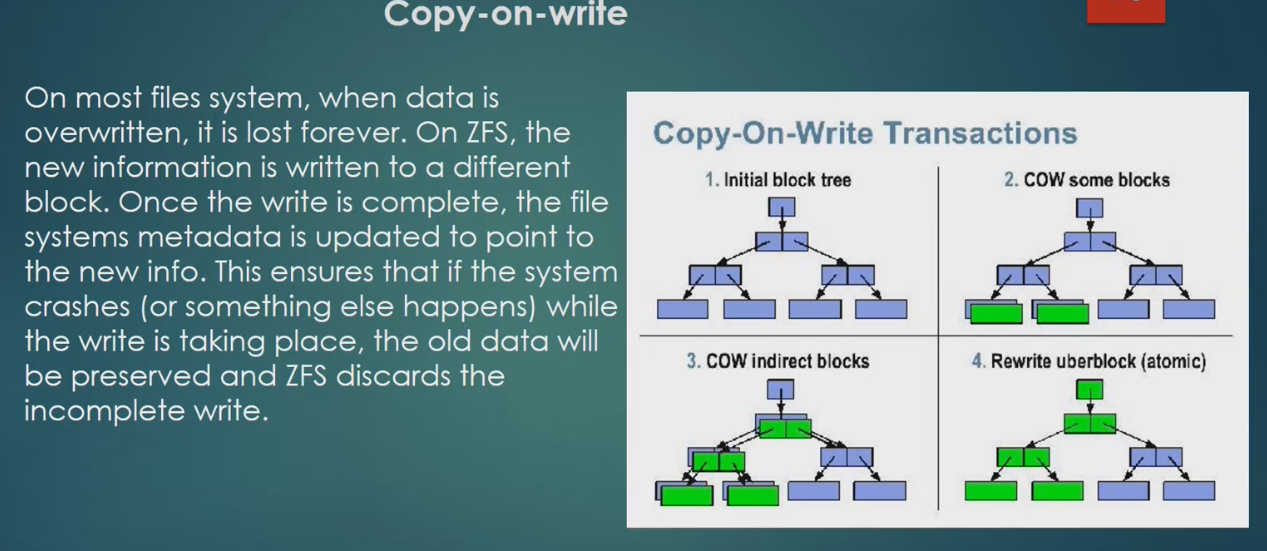 Copy-on-write
On most files system, when data is
overwritten, it is lost forever. On ZFS, the
new information is written to a different
block. Once the write is complete, the file
systems metadata is updated to point to
the new info. This ensures that if the system
crashes (or something else happens) while
the write is taking place, the old data will
be preserved and ZFS discards the
incomplete write.
Copy-On-Write Transactions
1. Initial block tree
2. COW some blocks
3. COW indirect blocks
4. Rewrite uberblock (atomic)